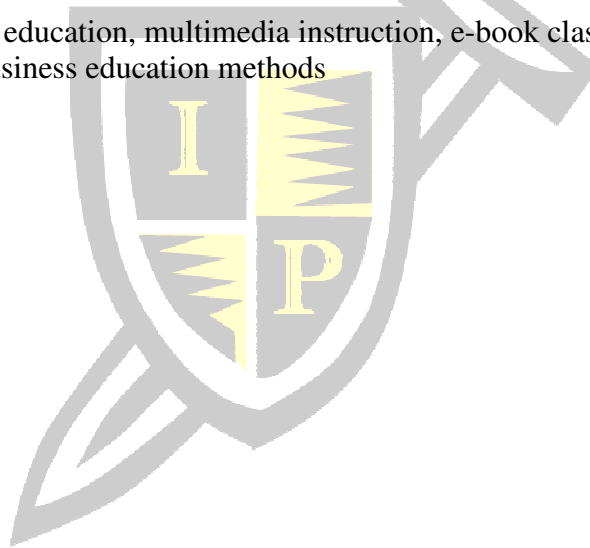 education, multimedia instruction, e-book clas
siness education methods
I
P